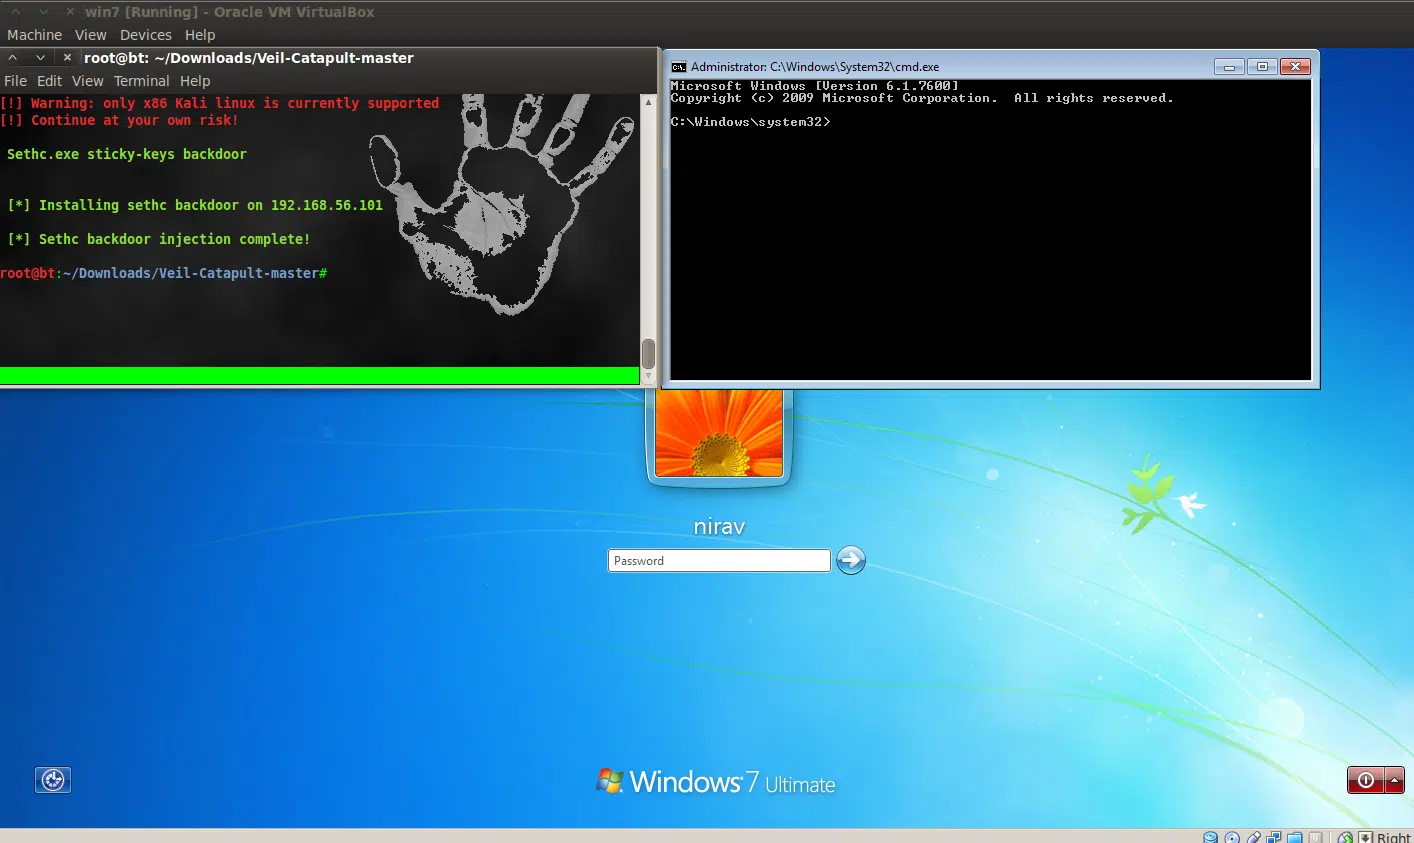 win7 [Running] - Oracle VM VirtualBox
Machine View Devices Help
root@bt: ~/Downloads/Veil-Catapult-master
File Edit View Terminal Help
[!] Warning: only x86 Kali linux is currently supported
[!] Continue at your own risk!
Sethc.exe sticky-keys backdoor
[*] Installing sethc backdoor on 192.168.56.101
[*] Sethc backdoor injection complete!
root@bt:~/Downloads/Veil-Catapult-master#
Administrator: C:\Windows\System32\cmd.exe
Microsoft Windows [Version 6.1.7600]
Copyright (c) 2009 Microsoft Corporation.  All rights reserved.
C:\Windows\system32>
nirav
Password
Windows 7 Ultimate
Right